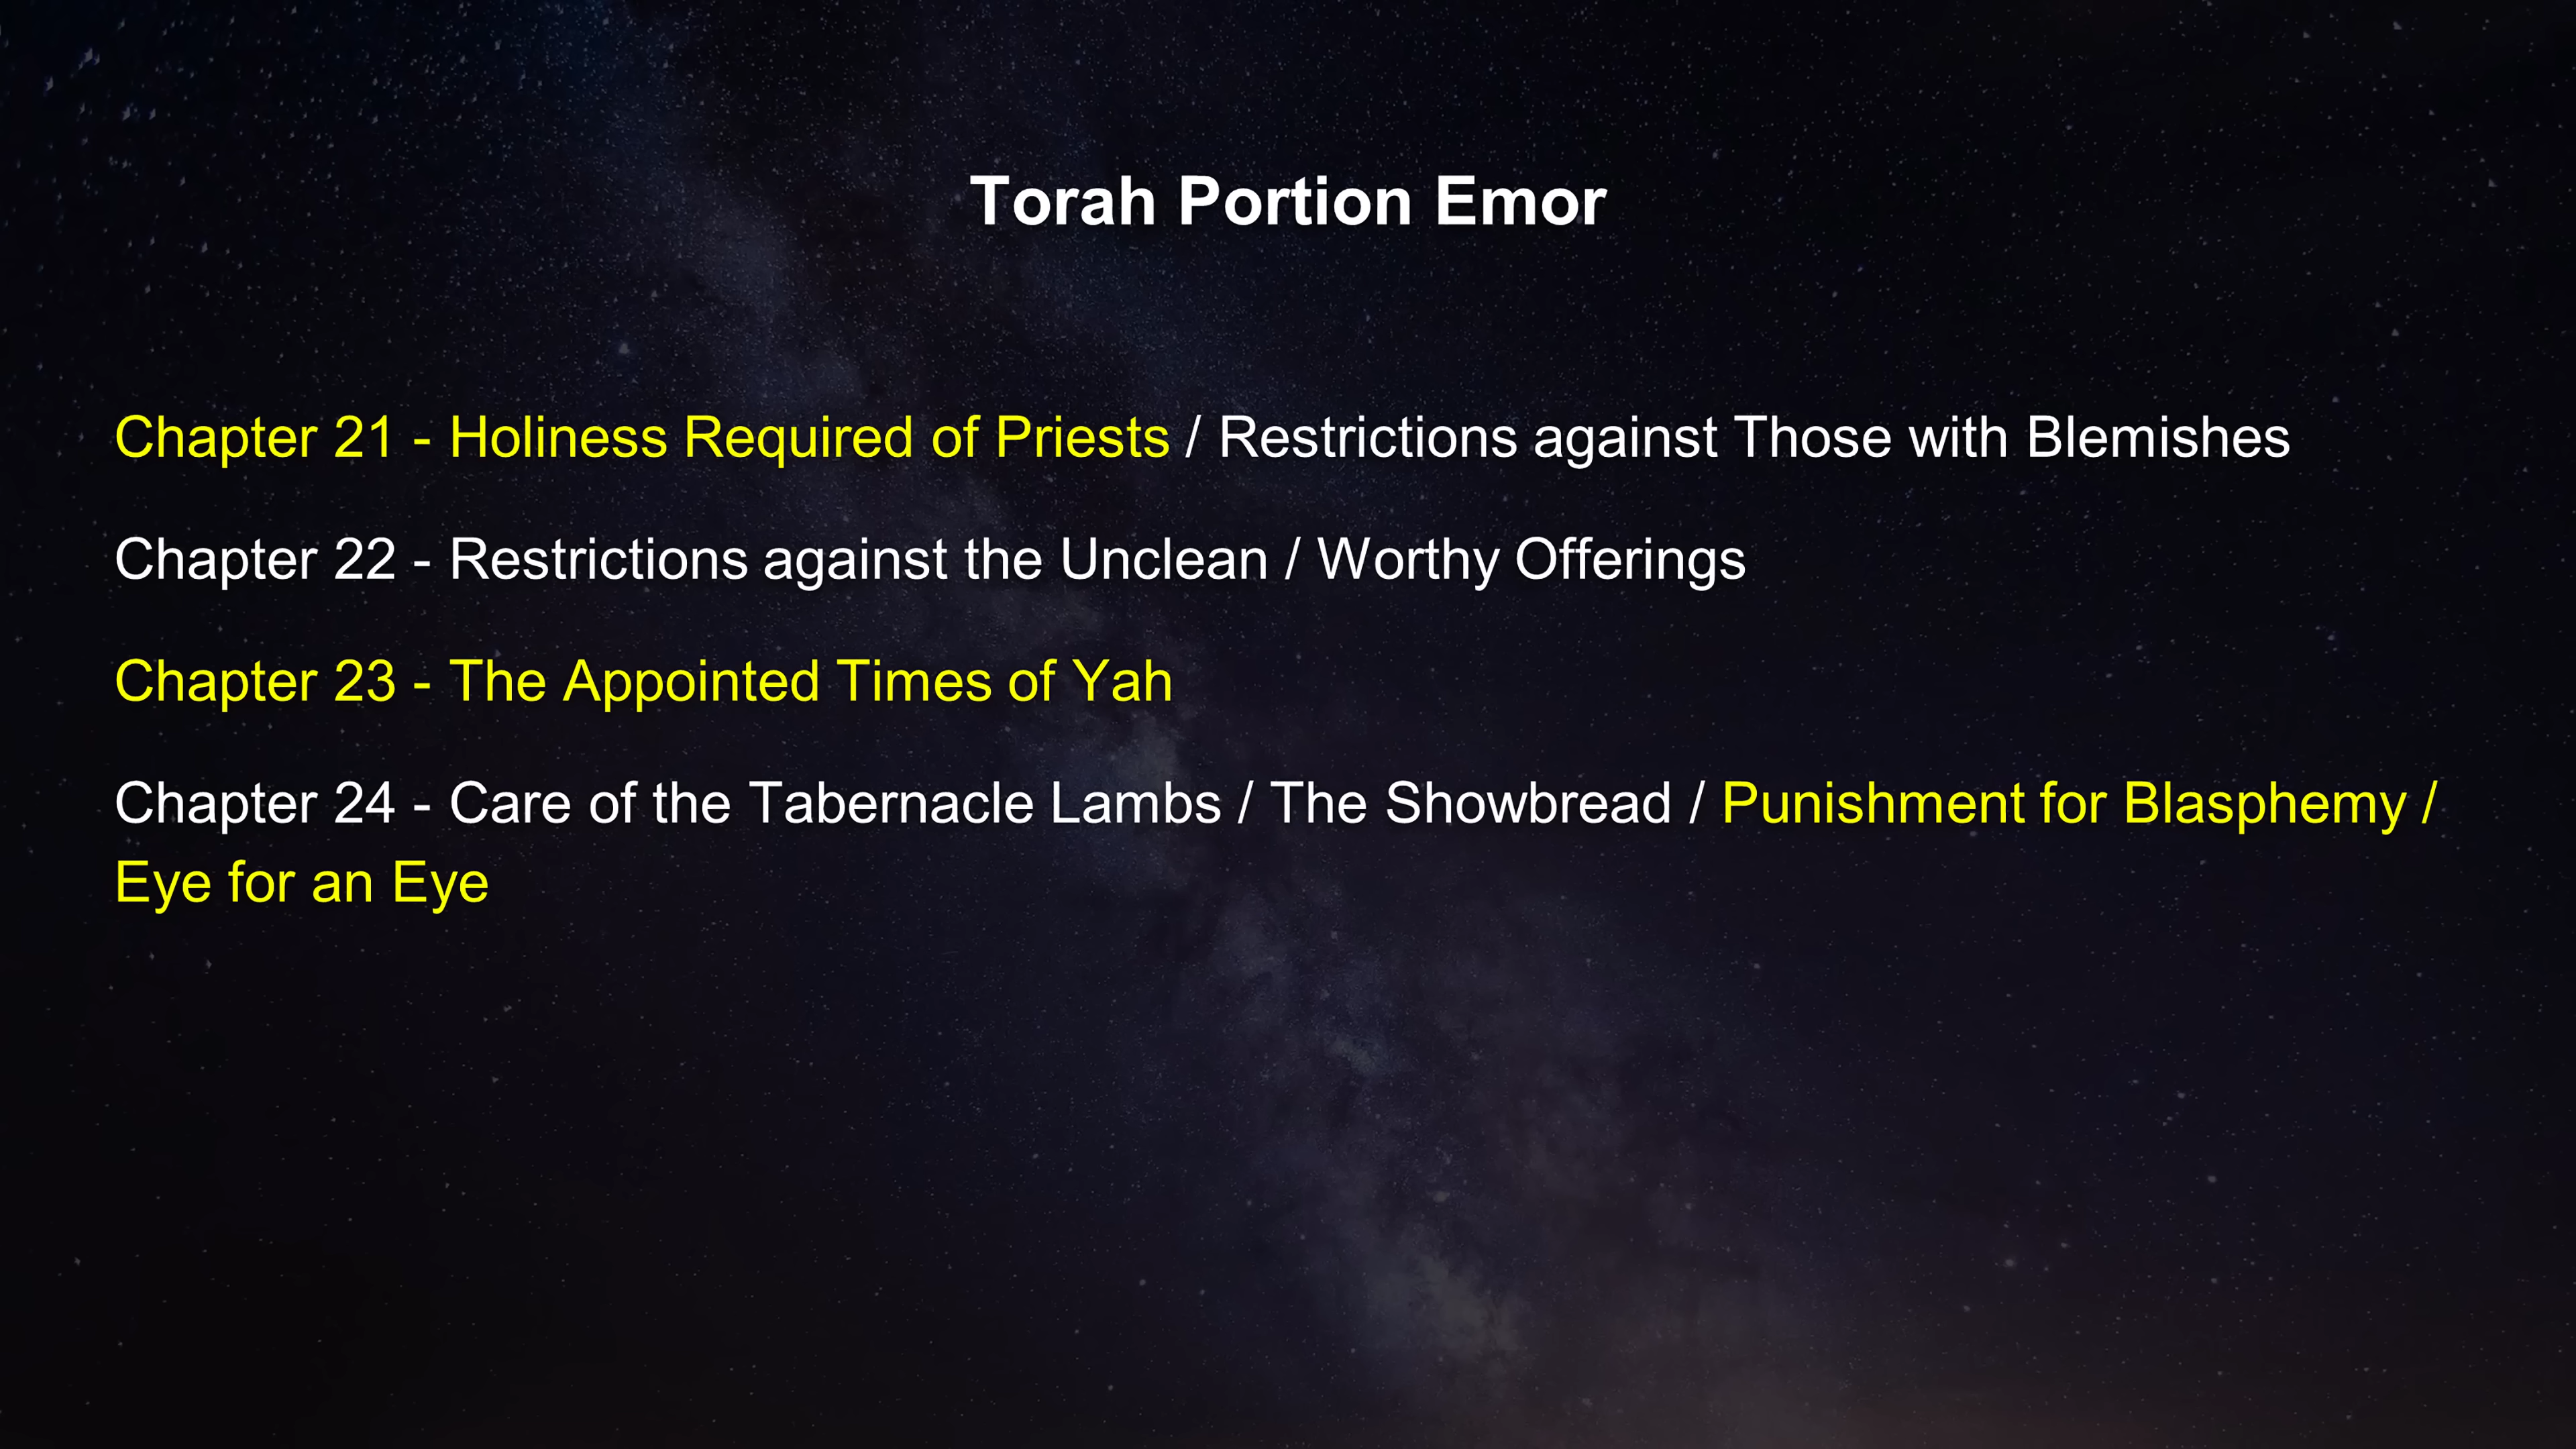 Torah Portion Emor
Chapter 21 - Holiness Required of Priests / Restrictions against Those with Blemishes
Chapter 22 - Restrictions against the Unclean / Worthy Offerings
Chapter 23 - The Appointed Times of Yah
Chapter 24 - Care of the Tabernacle Lambs / The Showbread / Punishment for Blasphemy /
Eye for an Eye